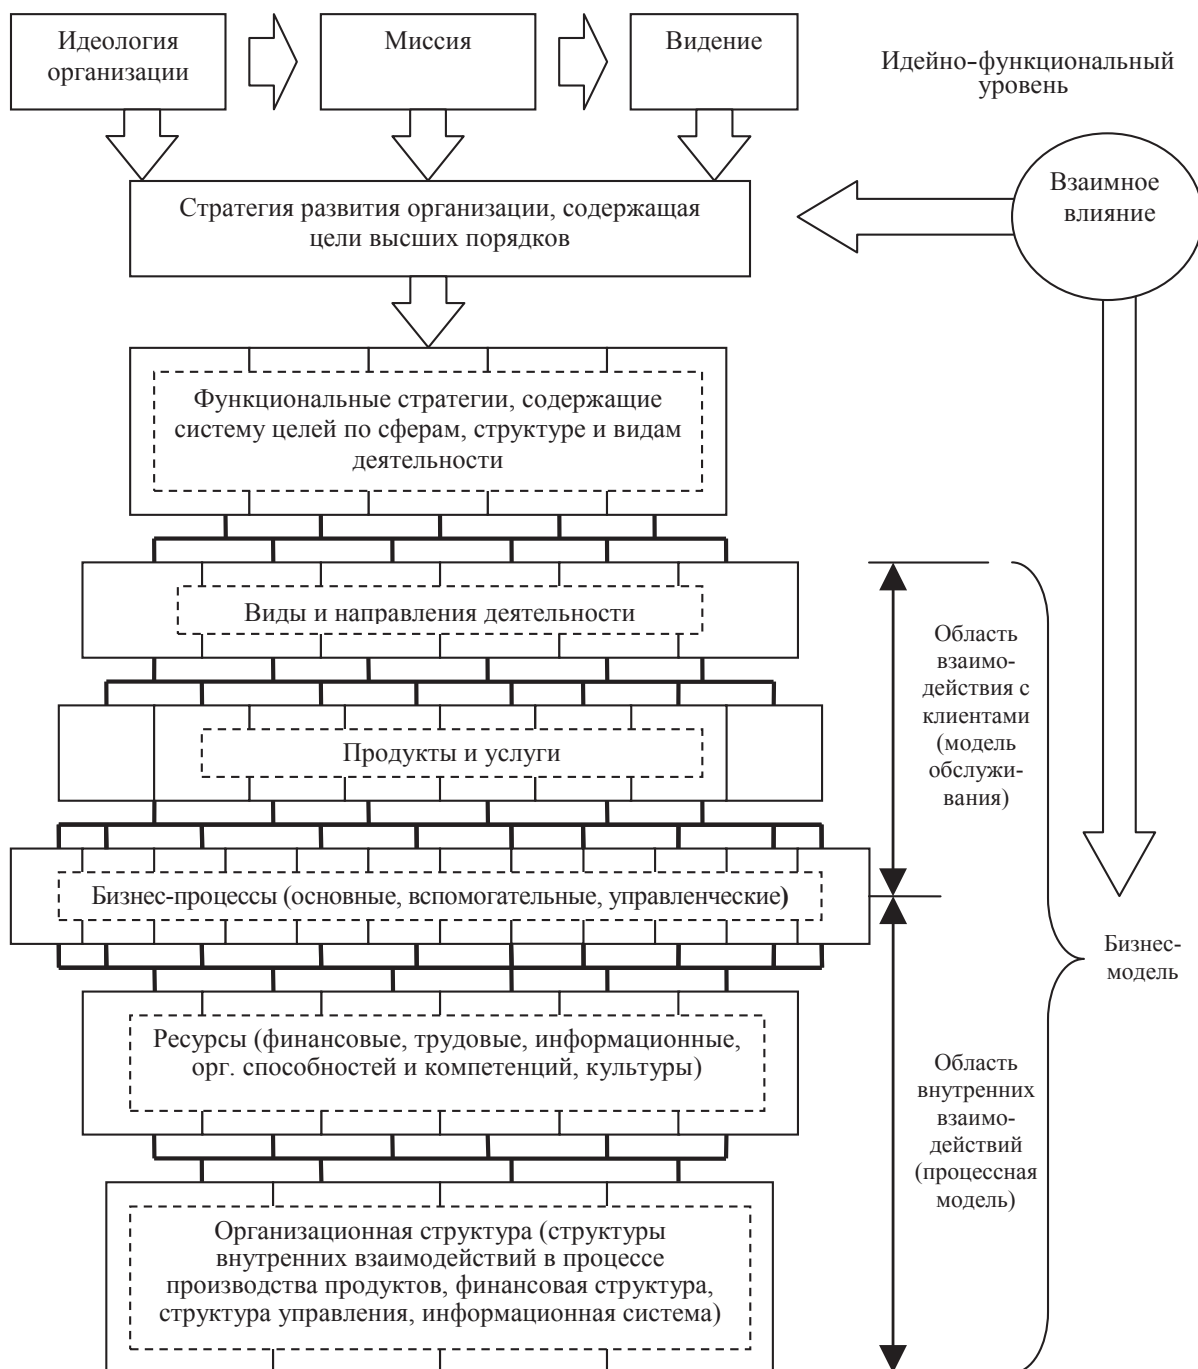 Идеология
организации
Миссия
Видение
Идейно-функциональный
уровень
Взаимное
влияние
Стратегия развития организации, содержащая
цели высших порядков
Функциональные стратегии, содержащие
систему целей по сферам, структуре и видам
деятельности
Виды и направления деятельности
Область
взаимо-
действия с
клиентами
(модель
обслужи-
вания)
Продукты и услуги
Бизнес-процессы (основные, вспомогательные, управленческие)
Бизнес-
модель
Ресурсы (финансовые, трудовые, информационные,
орг. способностей и компетенций, культуры)
Область
внутренних
взаимо-
действий
(процессная
модель)
Организационная структура (структуры
внутренних взаимодействий в процессе
производства продуктов, финансовая структура,
структура управления, информационная система)